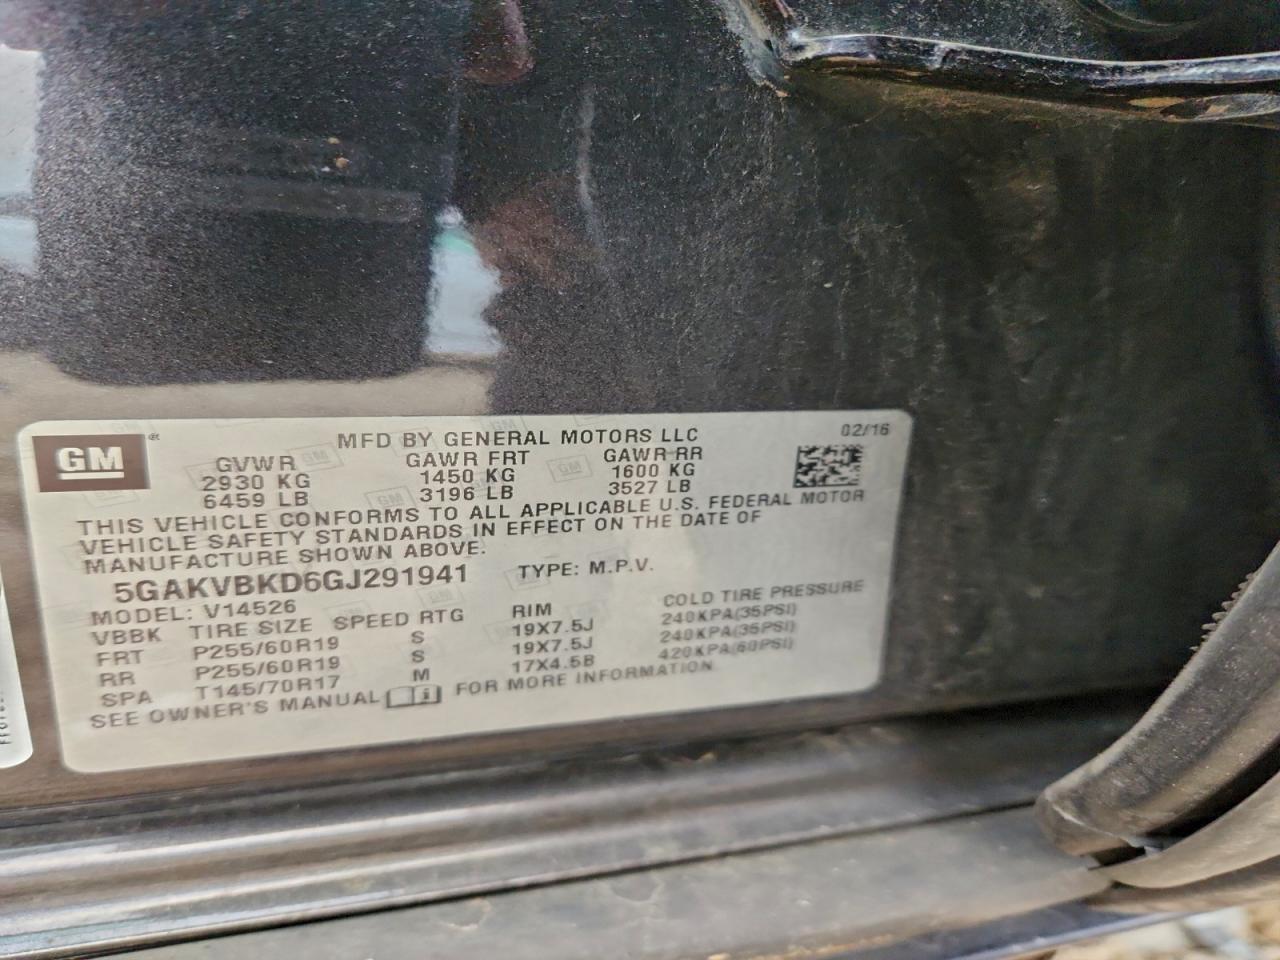 GM ®
MFD BY GENERAL MOTORS LLC 02/16
GVWR GAWR FRT GAWR RR
2930 KG 1450 KG 1600 KG
6459 LB 3196 LB 3527 LB
THIS VEHICLE CONFORMS TO ALL APPLICABLE U.S. FEDERAL MOTOR
VEHICLE SAFETY STANDARDS IN EFFECT ON THE DATE OF
MANUFACTURE SHOWN ABOVE.
5GAKVBKD6GJ291941 TYPE: M.P.V.
MODEL: V14526
VBBK TIRE SIZE SPEED RTG RIM COLD TIRE PRESSURE
FRT P255/60R19 S 19X7.5J 240KPA(35PSI)
RR P255/60R19 S 19X7.5J 240KPA(35PSI)
SPA T145/70R17 M 17X4.5B 420KPA(60PSI)
SEE OWNER'S MANUAL FOR MORE INFORMATION